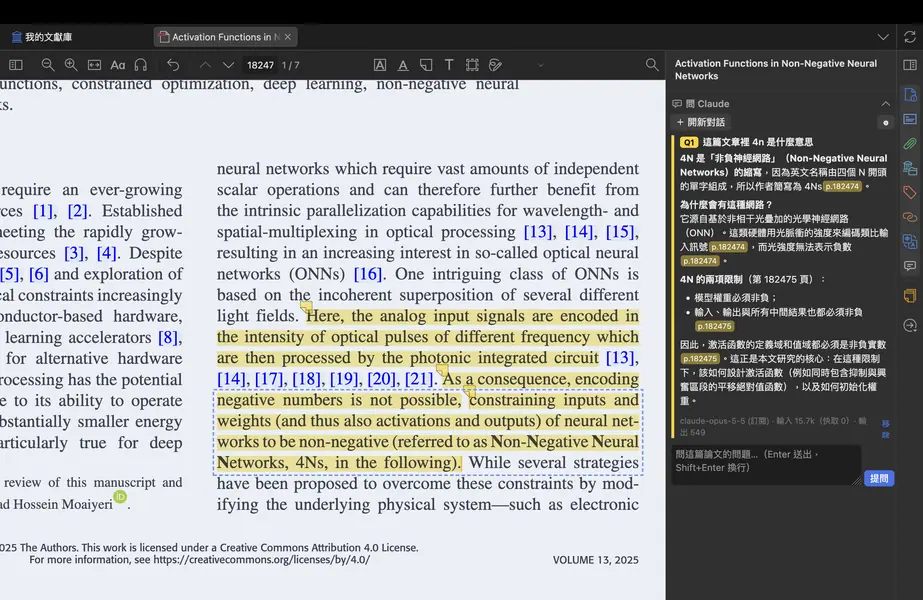 我的文獻庫
Activation Functions in N
Aa
18247
1 / 7
unctions, constrained optimization, deep learning, non-negative neural
ks.
require an ever-growing
rces [1], [2]. Established
meeting the rapidly grow-
resources [3], [4]. Despite
[5], [6] and exploration of
cal constraints increasingly
onductor-based hardware,
learning accelerators [8],
for alternative hardware
rocessing has the potential
e to its ability to operate
bstantially smaller energy
articularly true for deep
review of this manuscript and
ad Hossein Moaiyeri
neural networks which require vast amounts of independent
scalar operations and can therefore further benefit from
the intrinsic parallelization capabilities for wavelength- and
spatial-multiplexing in optical processing [13], [14], [15],
resulting in an increasing interest in so-called optical neural
networks (ONNs) [16]. One intriguing class of ONNs is
based on the incoherent superposition of several different
light fields. Here, the analog input signals are encoded in
the intensity of optical pulses of different frequency which
are then processed by the photonic integrated circuit [13],
[14], [17], [18], [19], [20], [21]. As a consequence, encoding
negative numbers is not possible, constraining inputs and
weights (and thus also activations and outputs) of neural net-
works to be non-negative (referred to as Non-Negative Neural
Networks, 4Ns, in the following). While several strategies
have been proposed to overcome these constraints by mod-
ifying the underlying physical system—such as electronic
025 The Authors. This work is licensed under a Creative Commons Attribution 4.0 License.
For more information, see https://creativecommons.org/licenses/by/4.0/
VOLUME 13, 2025
Activation Functions in Non-Negative Neural
Networks
問 Claude
+ 開新對話
Q1 這篇文章裡 4n 是什麼意思
4N 是「非負神經網路」（Non-Negative Neural
Networks）的縮寫，因為英文名稱由四個 N 開頭
的單字組成，所以作者簡寫為 4Ns p.182474 。
為什麼會有這種網路？
它源自基於非相干光疊加的光學神經網路
（ONN）。這類硬體用光脈衝的強度來編碼類比輸
入訊號 p.182474，而光強度無法表示負數
p.182474 。
4N 的兩項限制（第 182475 頁）：
• 模型權重必須非負；
• 輸入、輸出與所有中間結果也都必須非負
p.182475
因此，激活函數的定義域和值域都必須是非負實數
p.182475 。這正是本文研究的核心：在這種限制
下，該如何設計激活函數（例如同時包含抑制與興
奮區段的平移絕對值函數），以及如何初始化權
重。
claude-opus-5-5 (訂閱)・輸入 15.7k（快取 0）・輸
出 549
移
除
問這篇論文的問題…（Enter 送出，
Shift+Enter 換行）
提問